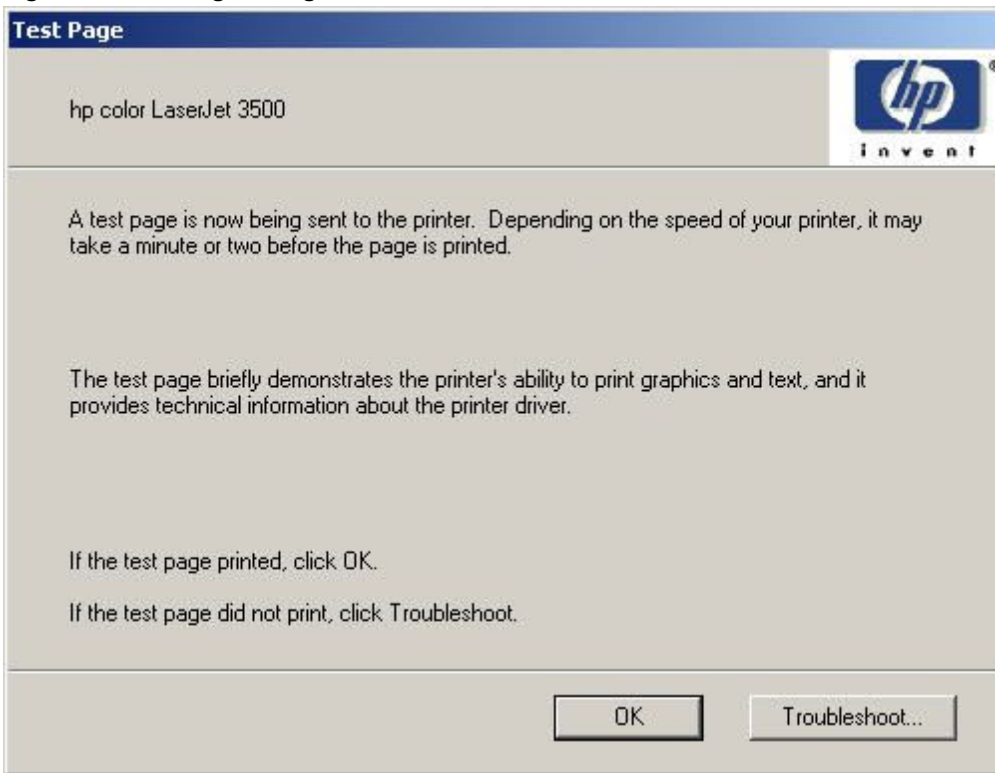 Test Page
hp color LaserJet 3500
hp
®
invent
A test page is now being sent to the printer. Depending on the speed of your printer, it may
take a minute or two before the page is printed.
The test page briefly demonstrates the printer's ability to print graphics and text, and it
provides technical information about the printer driver.
If the test page printed, click OK.
If the test page did not print, click Troubleshoot.
OK
Troubleshoot...